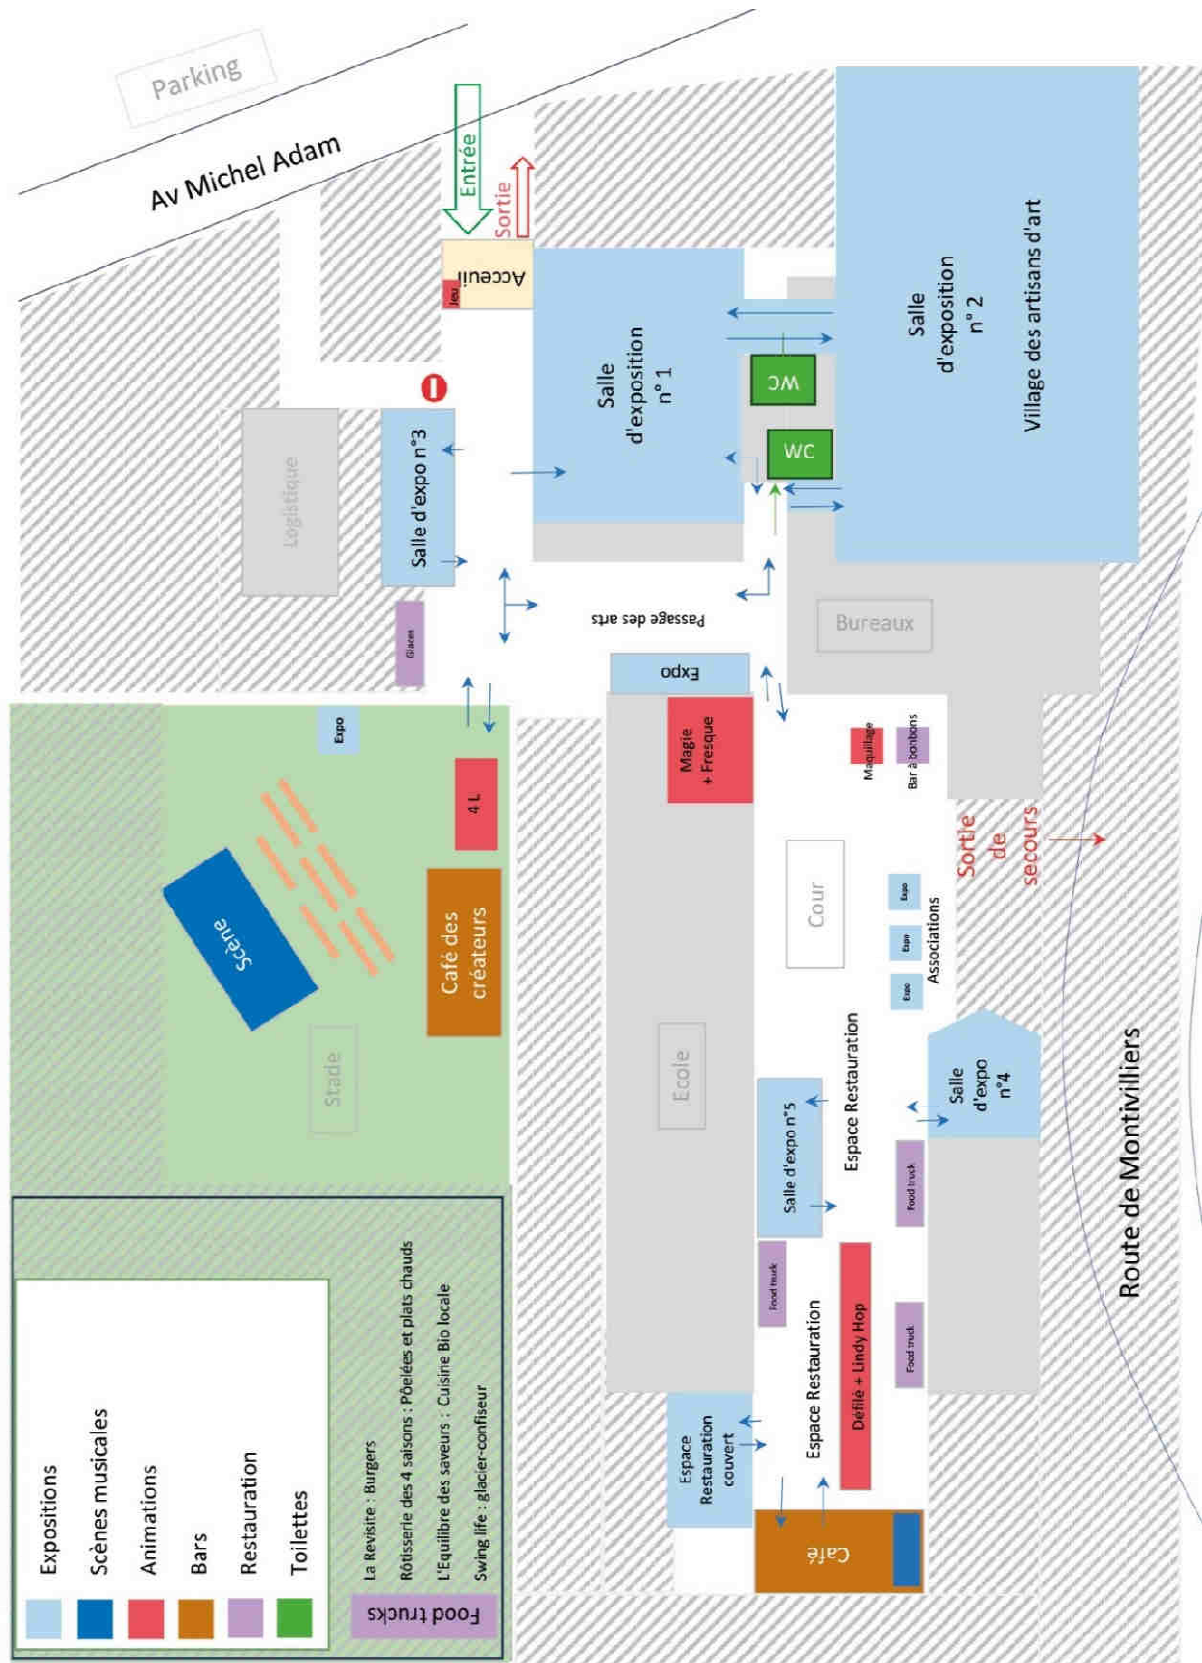 Parking
Av Michel Adam
Entrée
Sortie
Acceuil
Jeu
Logistique
Salle d'expo n°3
Glaces
Salle
d'exposition
n° 1
WC
WC
Salle
d'exposition
n° 2
Village des artisans d'art
Passage des arts
Bureaux
Expo
Magie
+ Fresque
Maquillage
Bar à bonbons
Expo
4 L
Scène
Café des
créateurs
Stade
Cour
Ecole
Sortie
de
secours
Expo
Expo
Expo
Associations
Espace Restauration
Salle d'expo n°5
Salle
d'expo
n°4
Food truck
Food truck
Food truck
Espace Restauration
Défilé + Lindy Hop
Espace
Restauration
couvert
Café
Route de Montivilliers
Expositions
Scènes musicales
Animations
Bars
Restauration
Toilettes
Food trucks
La Revisite : Burgers
Rôtisserie des 4 saisons : Pôelées et plats chauds
L'Equilibre des saveurs : Cuisine Bio locale
Swing life : glacier-confiseur